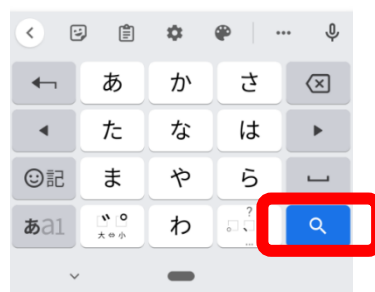 あ か さ
た な は
記 ま や ら
あa1 大⇔小 わ 。、?...